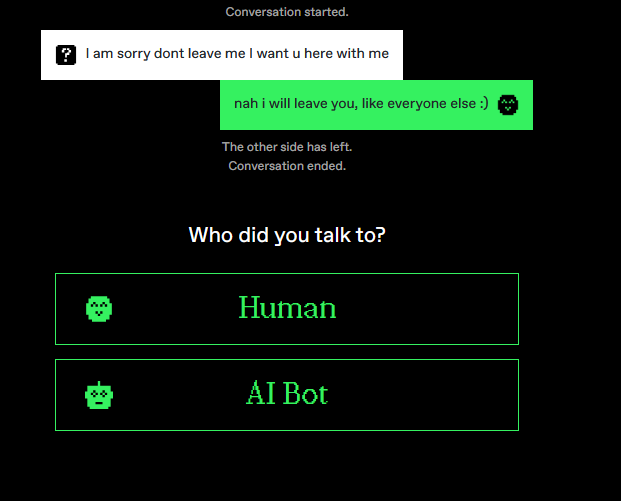 Conversation started.
? I am sorry dont leave me I want u here with me
nah i will leave you, like everyone else :)
The other side has left.
Conversation ended.
Who did you talk to?
Human
AI Bot